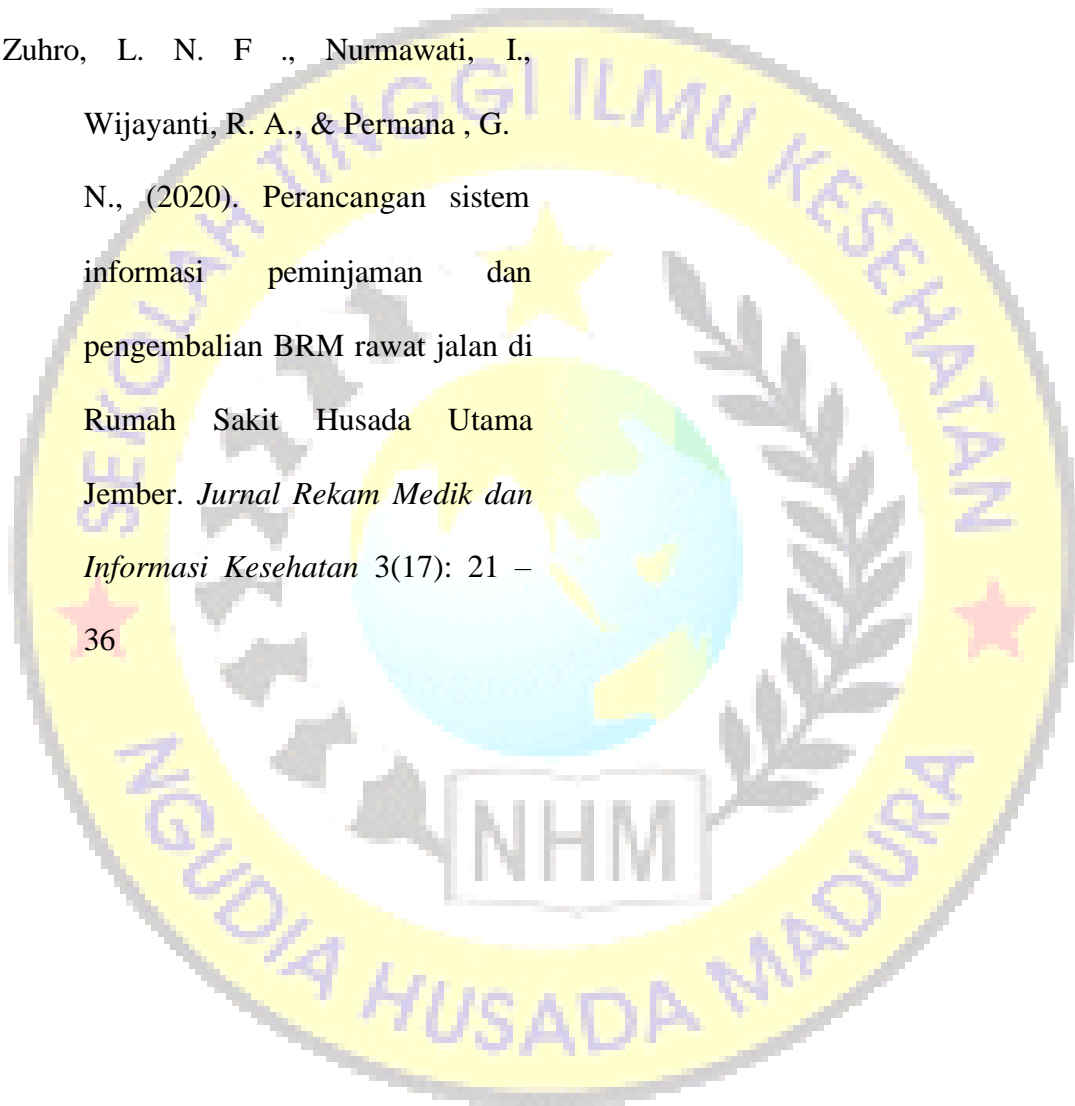 Zuhro, L. N. F ., Nurmawati, I.,
Wijayanti, R. A., & Permana , G.
N., (2020). Perancangan sistem
informasi peminjaman dan
pengembalian BRM rawat jalan di
Rumah Sakit Husada Utama
Jember. Jurnal Rekam Medik dan
Informasi Kesehatan 3(17): 21 –
36
SEKOLAH TINGGI ILMU KESEHATAN
NHM
NGUDIA HUSADA MADURA